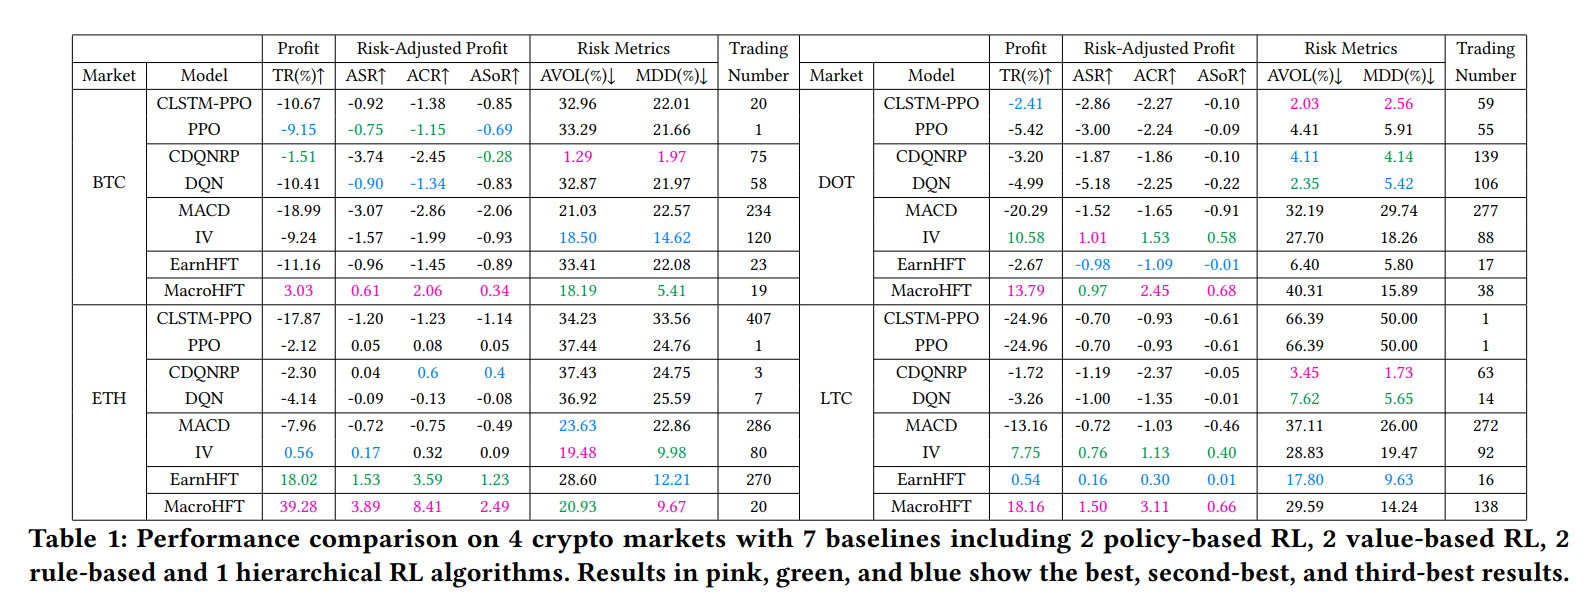 Profit Risk-Adjusted Profit Risk Metrics Trading Profit Risk-Adjusted Profit Risk Metrics Trading
Market Model TR(%)↑ ASR↑ ACR↑ ASoR↑ AVOL(%)↓ MDD(%)↓ Number Market Model TR(%)↑ ASR↑ ACR↑ ASoR↑ AVOL(%)↓ MDD(%)↓ Number
CLSTM-PPO -10.67 -0.92 -1.38 -0.85 32.96 22.01 20 CLSTM-PPO -2.41 -2.86 -2.27 -0.10 2.03 2.56 59
PPO -9.15 -0.75 -1.15 -0.69 33.29 21.66 1 PPO -5.42 -3.00 -2.24 -0.09 4.41 5.91 55
CDQNRP -1.51 -3.74 -2.45 -0.28 1.29 1.97 75 CDQNRP -3.20 -1.87 -1.86 -0.10 4.11 4.14 139
BTC DQN -10.41 -0.90 -1.34 -0.83 32.87 21.97 58 DOT DQN -4.99 -5.18 -2.25 -0.22 2.35 5.42 106
MACD -18.99 -3.07 -2.86 -2.06 21.03 22.57 234 MACD -20.29 -1.52 -1.65 -0.91 32.19 29.74 277
IV -9.24 -1.57 -1.99 -0.93 18.50 14.62 120 IV 10.58 1.01 1.53 0.58 27.70 18.26 88
EarnHFT -11.16 -0.96 -1.45 -0.89 33.41 22.08 23 EarnHFT -2.67 -0.98 -1.09 -0.01 6.40 5.80 17
MacroHFT 3.03 0.61 2.06 0.34 18.19 5.41 19 MacroHFT 13.79 0.97 2.45 0.68 40.31 15.89 38
CLSTM-PPO -17.87 -1.20 -1.23 -1.14 34.23 33.56 407 CLSTM-PPO -24.96 -0.70 -0.93 -0.61 66.39 50.00 1
PPO -2.12 0.05 0.08 0.05 37.44 24.76 1 PPO -24.96 -0.70 -0.93 -0.61 66.39 50.00 1
CDQNRP -2.30 0.04 0.6 0.4 37.43 24.75 3 CDQNRP -1.72 -1.19 -2.37 -0.05 3.45 1.73 63
ETH DQN -4.14 -0.09 -0.13 -0.08 36.92 25.59 7 LTC DQN -3.26 -1.00 -1.35 -0.01 7.62 5.65 14
MACD -7.96 -0.72 -0.75 -0.49 23.63 22.86 286 MACD -13.16 -0.72 -1.03 -0.46 37.11 26.00 272
IV 0.56 0.17 0.32 0.09 19.48 9.98 80 IV 7.75 0.76 1.13 0.40 28.83 19.47 92
EarnHFT 18.02 1.53 3.59 1.23 28.60 12.21 270 EarnHFT 0.54 0.16 0.30 0.01 17.80 9.63 16
MacroHFT 39.28 3.89 8.41 2.49 20.93 9.67 20 MacroHFT 18.16 1.50 3.11 0.66 29.59 14.24 138
Table 1: Performance comparison on 4 crypto markets with 7 baselines including 2 policy-based RL, 2 value-based RL, 2
rule-based and 1 hierarchical RL algorithms. Results in pink, green, and blue show the best, second-best, and third-best results.